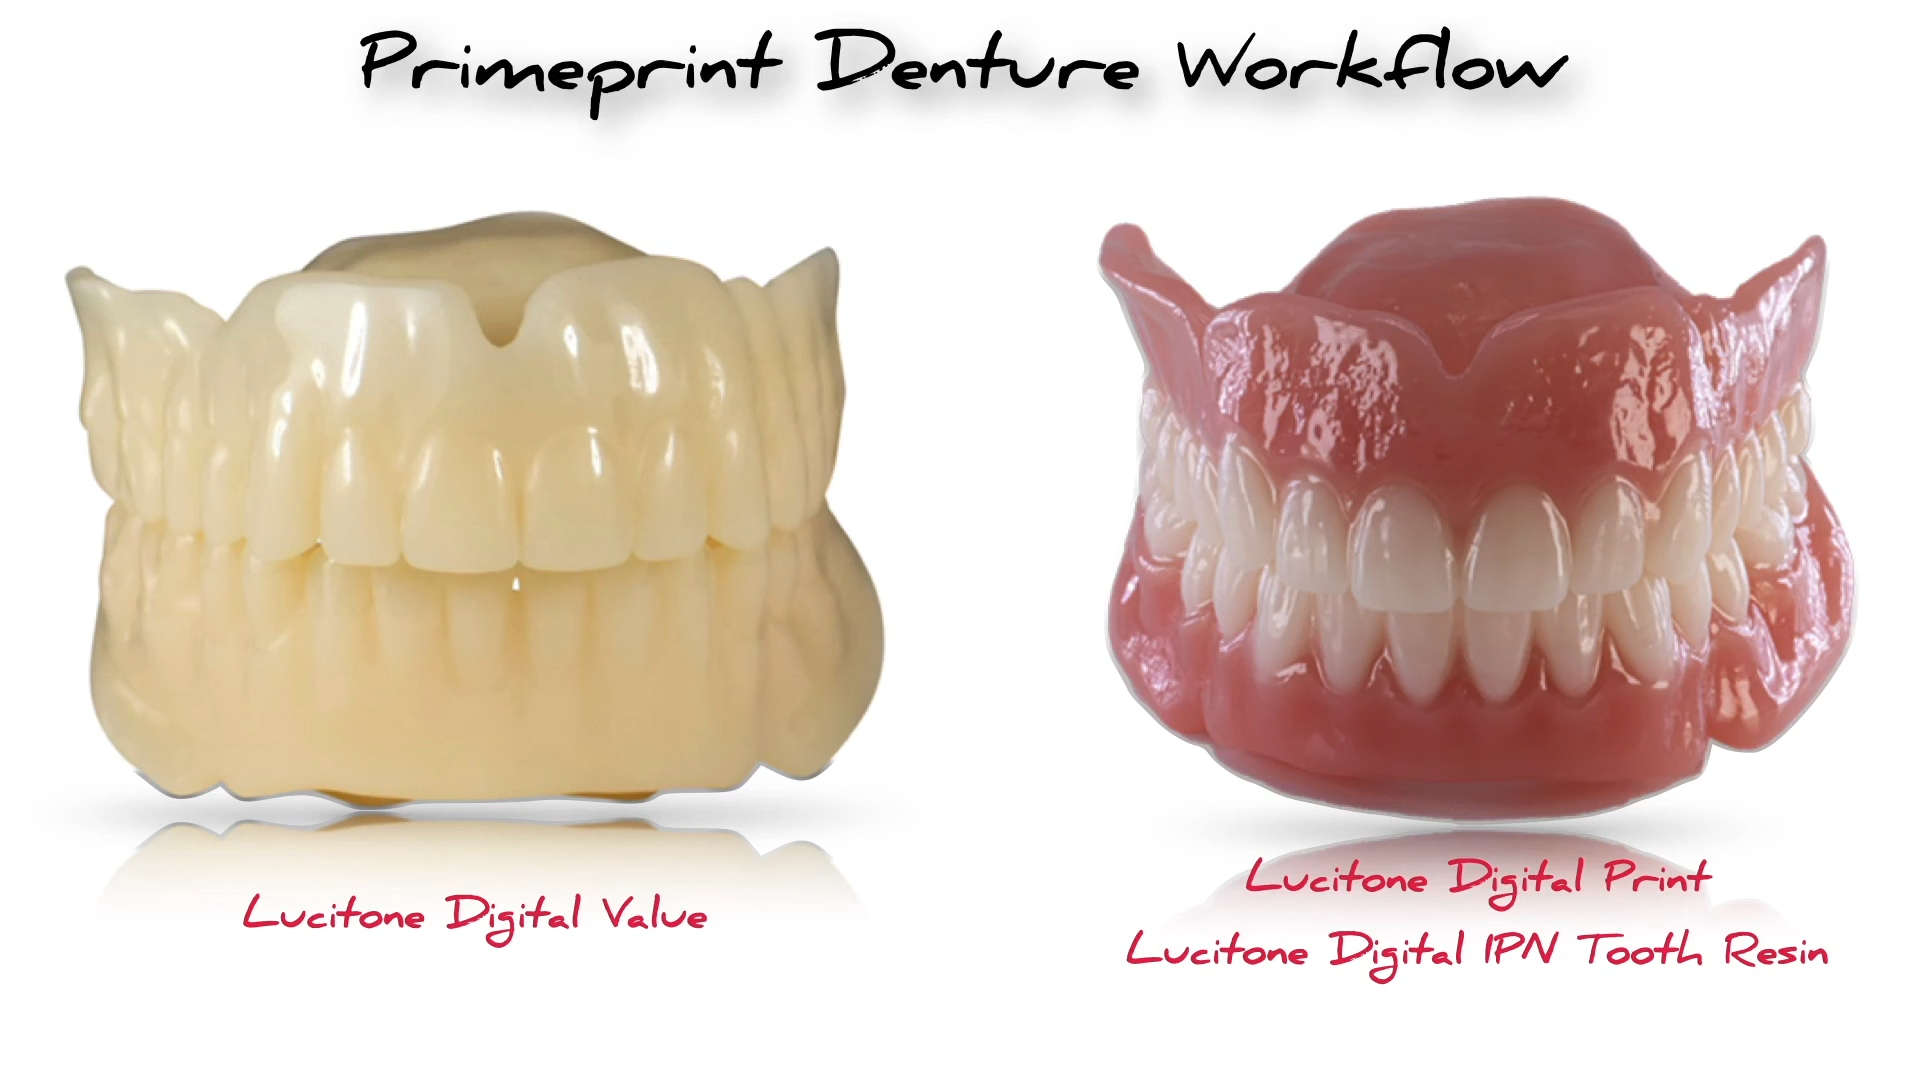 Primeprint Denture Workflow
Lucitone Digital Value
Lucitone Digital Print
Lucitone Digital IPN Tooth Resin